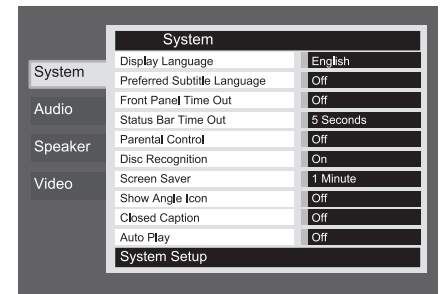 System
Audio
Speaker
Video
System
Display Language English
Preferred Subtitle Language Off
Front Panel Time Out Off
Status Bar Time Out 5 Seconds
Parental Control Off
Disc Recognition On
Screen Saver 1 Minute
Show Angle Icon Off
Closed Caption Off
Auto Play Off
System Setup